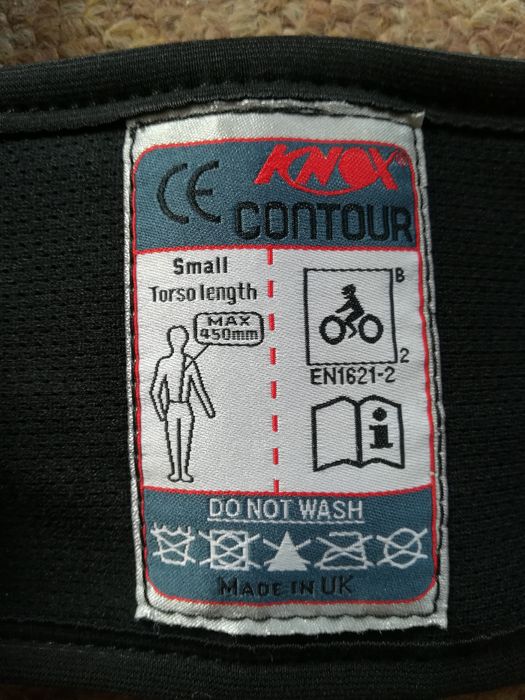 CE
KNOX®
CONTOUR
Small
Torso length
MAX
450mm
B
2
EN1621-2
i
DO NOT WASH
MADE IN UK